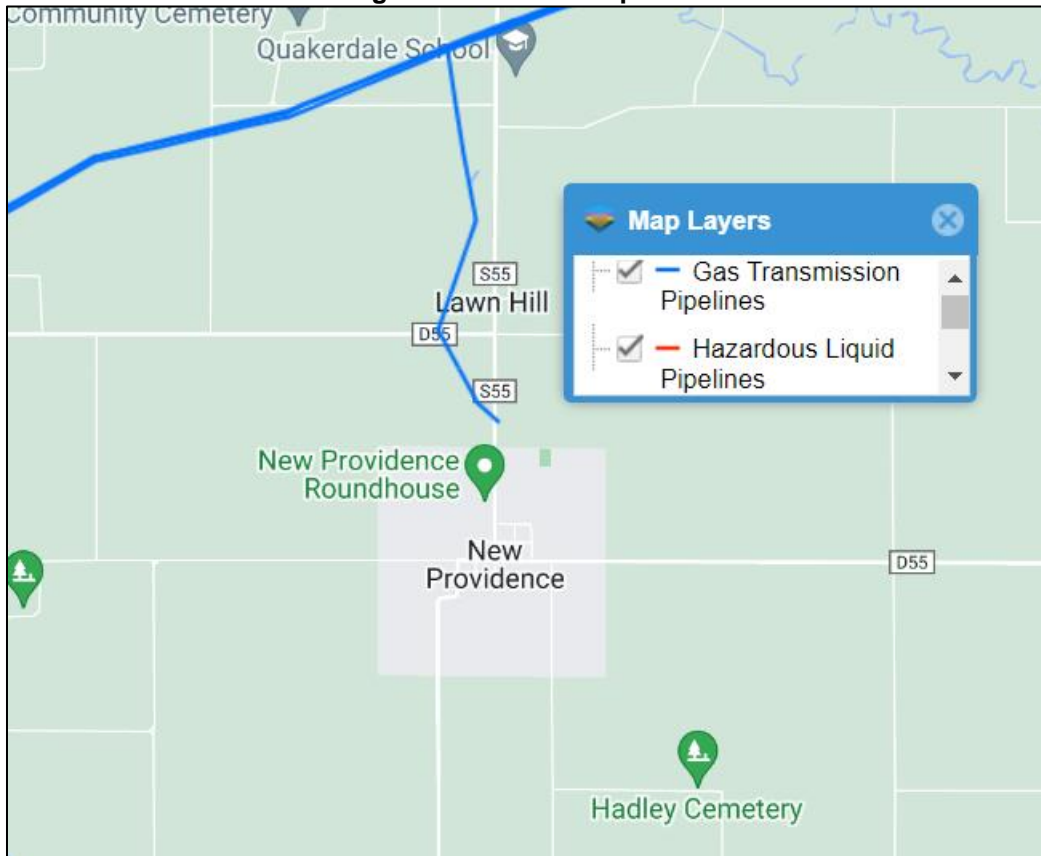 Community Cemetery
Quakerdale School
Map Layers
Gas Transmission
Pipelines
Hazardous Liquid
Pipelines
S55
Lawn Hill
D55
S55
New Providence
Roundhouse
New
Providence
D55
Hadley Cemetery